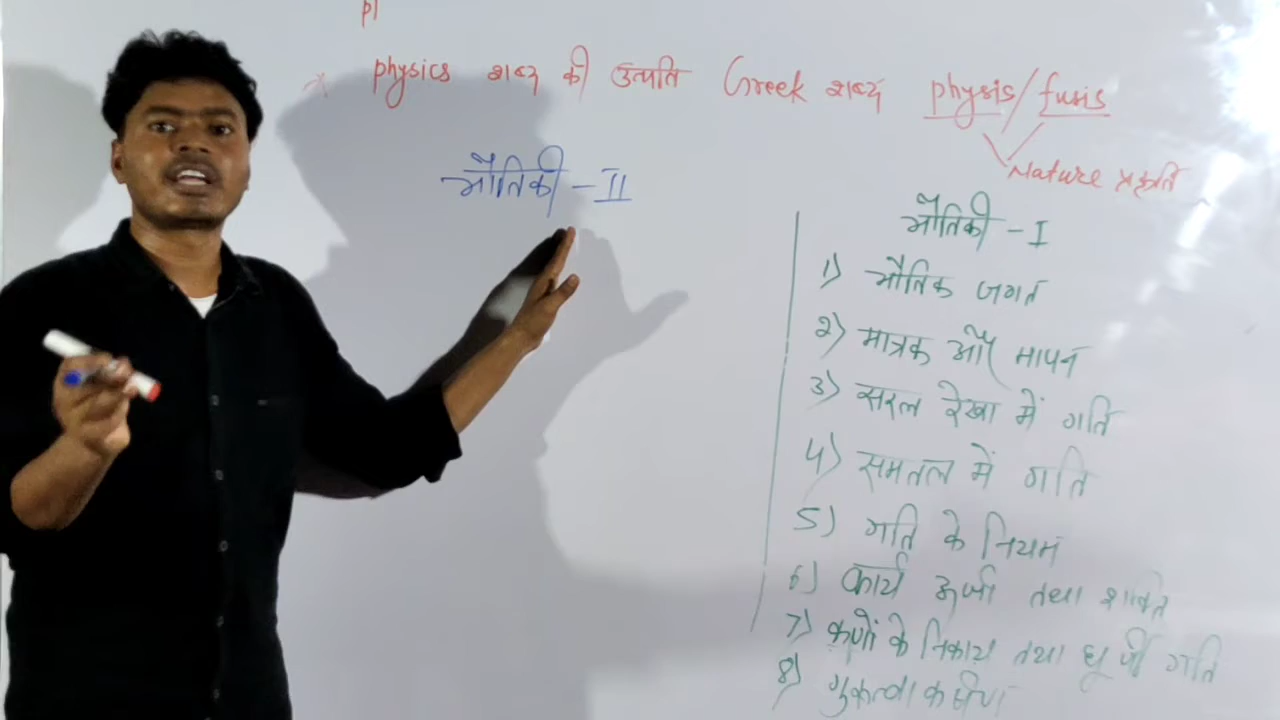 pl
physics शब्द की उत्पति Greek शब्द physis/fusis
Nature प्रकृति
भौतिकी - II
भौतिकी - I
1) भौतिक जगत
2) मात्रक और मापन
3) सरल रेखा में गति
4) समतल में गति
5) गति के नियम
6) कार्य ऊर्जा तथा शक्ति
7) कणों के निकाय तथा घूर्णी गति
8) गुरूत्वाकर्षण